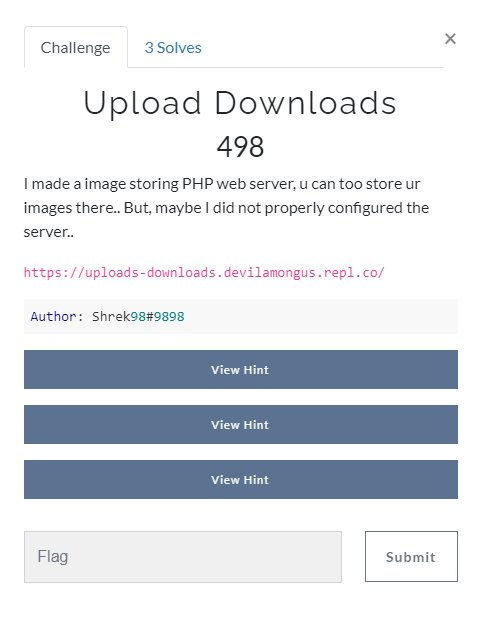 Challenge
3 Solves
×
Upload Downloads
498
I made a image storing PHP web server, u can too store ur
images there.. But, maybe I did not properly configured the
server..
https://uploads-downloads.devilamongus.repl.co/
Author: Shrek98#9898
View Hint
View Hint
View Hint
Flag
Submit